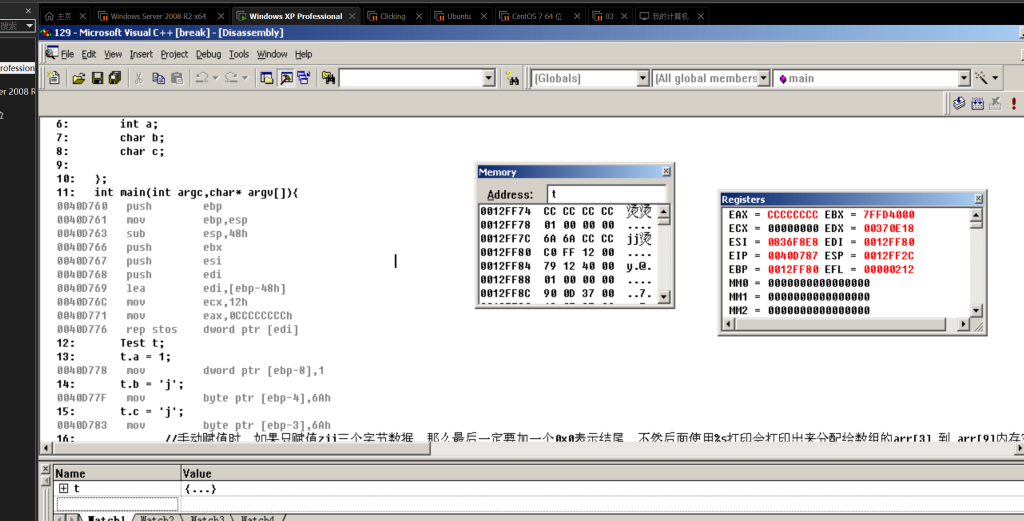 主页 Windows Server 2008 R2 x64 Windows XP Professional Clicking Ubuntu CentOS 7 64 位 03 我的计算机
搜索
129 - Microsoft Visual C++ [break] - [Disassembly]
File Edit View Insert Project Debug Tools Window Help
rofession
er 2008 R
[Globals] [All global members main
6: int a;
7: char b;
8: char c;
9:
10: };
11: int main(int argc,char* argv[]){
0040D760 push ebp
0040D761 mov ebp,esp
0040D763 sub esp,48h
0040D766 push ebx
0040D767 push esi
0040D768 push edi
0040D769 lea edi,[ebp-48h]
0040D76C mov ecx,12h
0040D771 mov eax,0CCCCCCCCh
0040D776 rep stos dword ptr [edi]
12: Test t;
13: t.a = 1;
0040D778 mov dword ptr [ebp-8],1
14: t.b = 'j';
0040D77F mov byte ptr [ebp-4],6Ah
15: t.c = 'j';
0040D783 mov byte ptr [ebp-3],6Ah
16: //手动赋值时，如果只赋值zjj三个字节数据，那么最后一定要加一个0x0表示结尾，不然后面使用%s打印会打印出来分配给数组的arr[3] 到 arr[9]内存
Memory
Address: t
0012FF74 CC CC CC CC 烫烫
0012FF78 01 00 00 00 ....
0012FF7C 6A 6A CC CC jj烫
0012FF80 C0 FF 12 00 ....
0012FF84 79 12 40 00 y.@.
0012FF88 01 00 00 00 ....
0012FF8C 90 0D 37 00 ..7.
Registers
EAX = CCCCCCCC EBX = 7FFD4000
ECX = 00000000 EDX = 00370E18
ESI = 0836F8E8 EDI = 0012FF80
EIP = 0040D787 ESP = 0012FF2C
EBP = 0012FF80 EFL = 00000212
MM0 = 0000000000000000
MM1 = 0000000000000000
MM2 = 0000000000000000
Name Value
t {...}
Watch1 Watch2 Watch3 Watch4